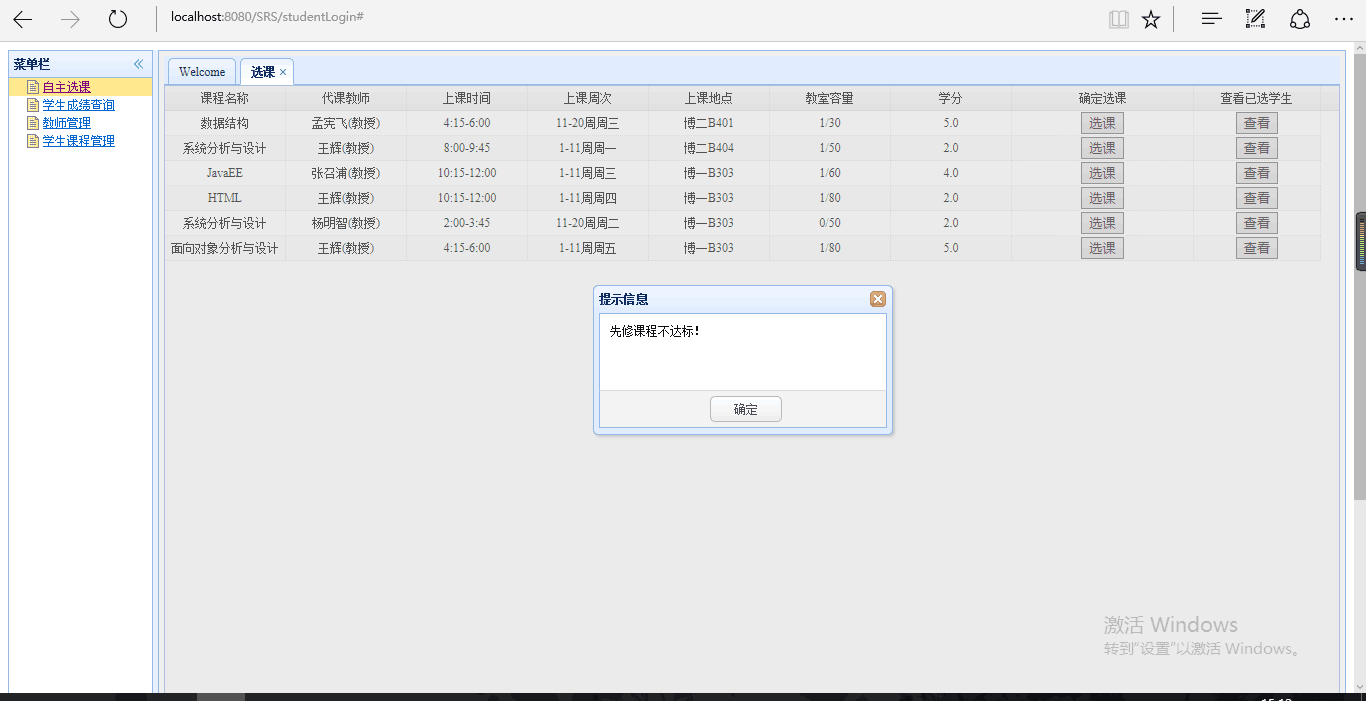 localhost:8080/SRS/studentLogin#
菜单栏
自主选课
学生成绩查询
教师管理
学生课程管理
Welcome 选课
课程名称 代课教师 上课时间 上课周次 上课地点 教室容量 学分 确定选课 查看已选学生
数据结构 孟宪飞(教授) 4:15-6:00 11-20周周三 博二B401 1/30 5.0 选课 查看
系统分析与设计 王辉(教授) 8:00-9:45 1-11周周一 博二B404 1/50 2.0 选课 查看
JavaEE 张召浦(教授) 10:15-12:00 1-11周周三 博一B303 1/60 4.0 选课 查看
HTML 王辉(教授) 10:15-12:00 1-11周周四 博一B303 1/80 2.0 选课 查看
系统分析与设计 杨明智(教授) 2:00-3:45 11-20周周二 博一B303 0/50 2.0 选课 查看
面向对象分析与设计 王辉(教授) 4:15-6:00 1-11周周五 博一B303 1/80 5.0 选课 查看
提示信息
先修课程不达标!
确定
激活 Windows
转到"设置"以激活 Windows。